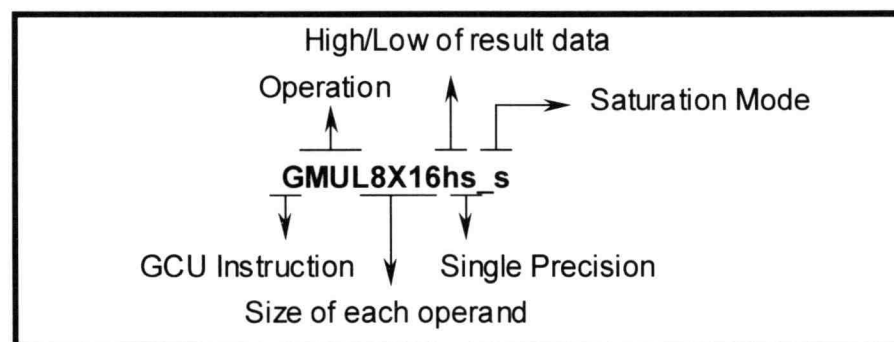 High/Low of result data
Operation
Saturation Mode
GMUL8X16hs_s
GCU Instruction
Single Precision
Size of each operand